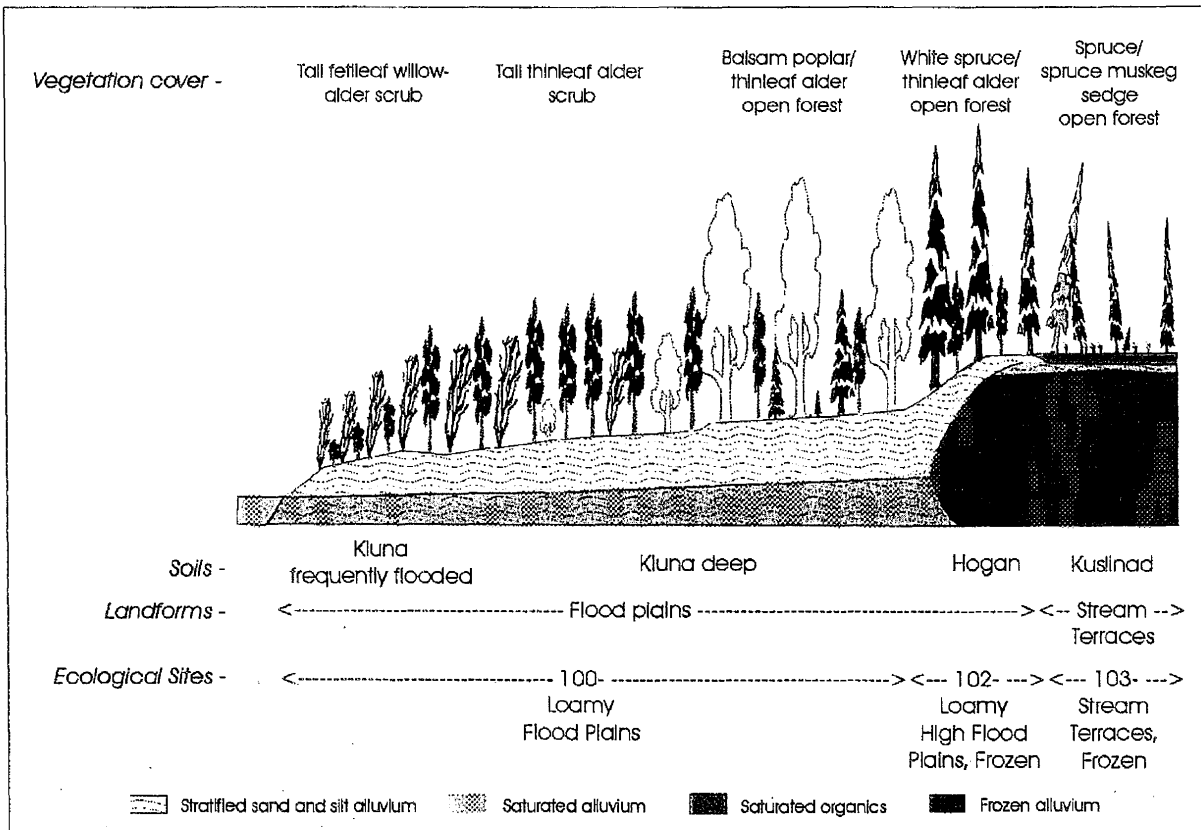 Vegetation cover -
Tall feltleaf willow-
alder scrub
Tall thinleaf alder
scrub
Balsam poplar/
thinleaf alder
open forest
White spruce/
thinleaf alder
open forest
Spruce/
spruce muskeg
sedge
open forest
Soils -
Kluna
frequently flooded
Kluna deep
Hogan
Kuslinad
Landforms -
Flood plains
Stream
Terraces
Ecological Sites -
100-
Loamy
Flood Plains
102-
Loamy
High Flood
Plains, Frozen
103-
Stream
Terraces,
Frozen
Stratified sand and silt alluvium
Saturated alluvium
Saturated organics
Frozen alluvium